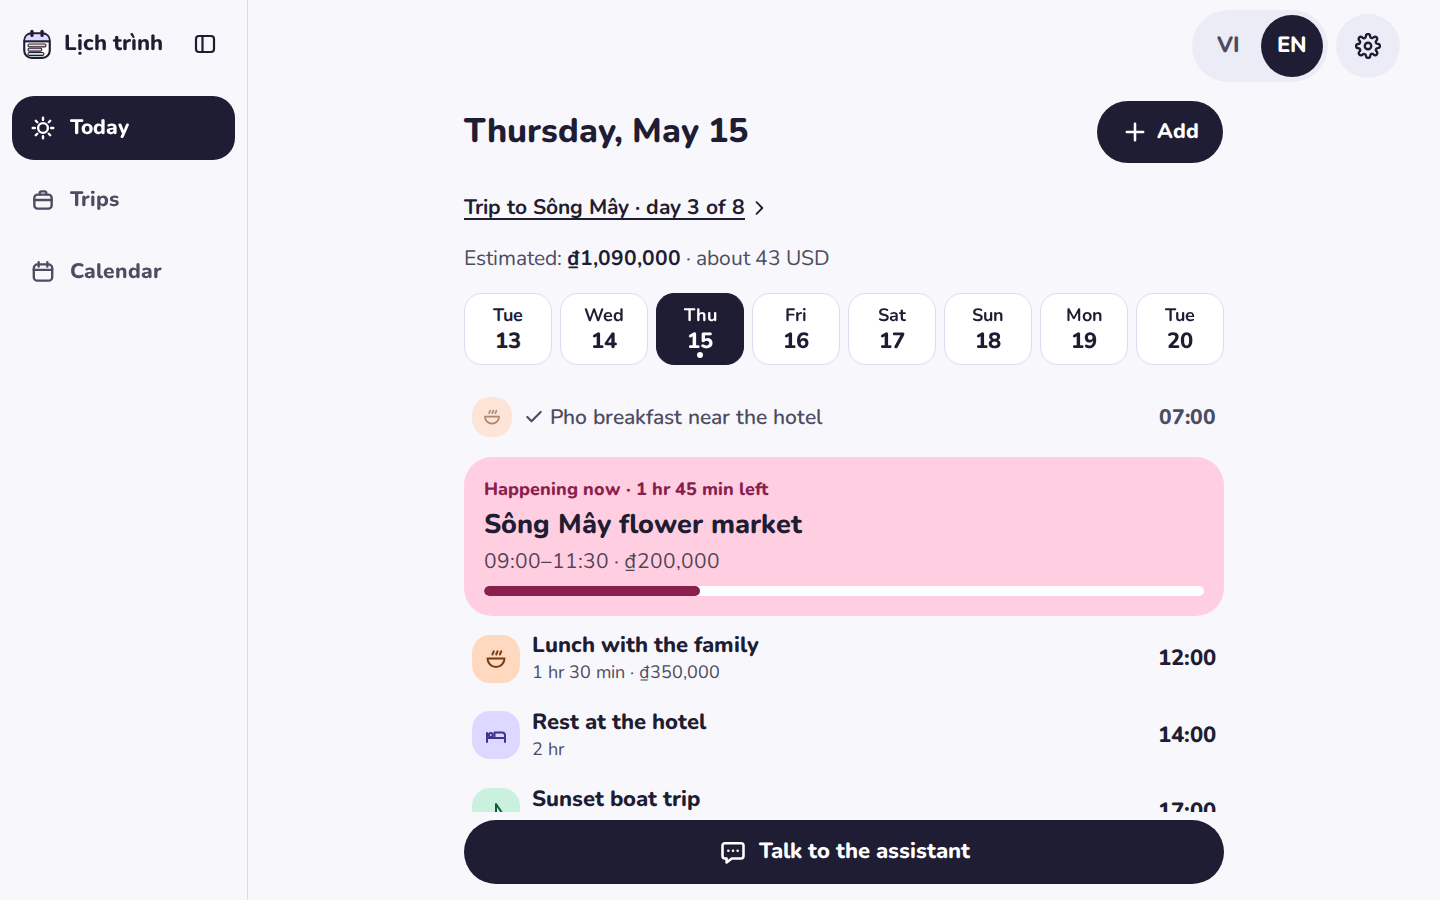 Lịch trình
VI
EN
Today
Trips
Calendar
Thursday, May 15
Add
Trip to Sông Mây · day 3 of 8
Estimated: ₫1,090,000 · about 43 USD
Tue
13
Wed
14
Thu
15
Fri
16
Sat
17
Sun
18
Mon
19
Tue
20
Pho breakfast near the hotel
07:00
Happening now · 1 hr 45 min left
Sông Mây flower market
09:00–11:30 · ₫200,000
Lunch with the family
1 hr 30 min · ₫350,000
12:00
Rest at the hotel
2 hr
14:00
Sunset boat trip
17:00
Talk to the assistant